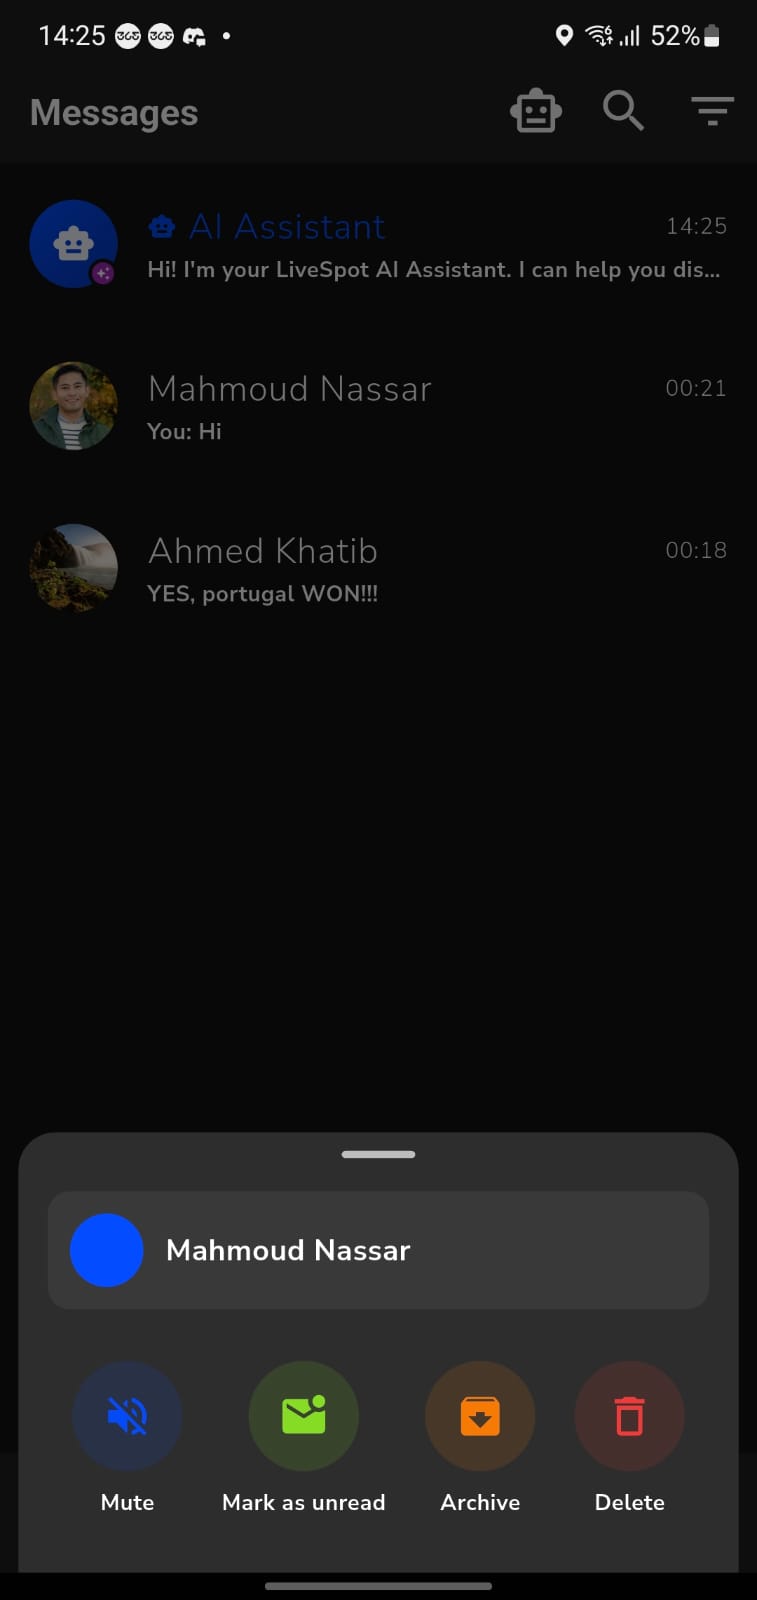 14:25 365 365 52%
Messages
AI Assistant 14:25
Hi! I'm your LiveSpot AI Assistant. I can help you dis...
Mahmoud Nassar 00:21
You: Hi
Ahmed Khatib 00:18
YES, portugal WON!!!
Mahmoud Nassar
Mute Mark as unread Archive Delete